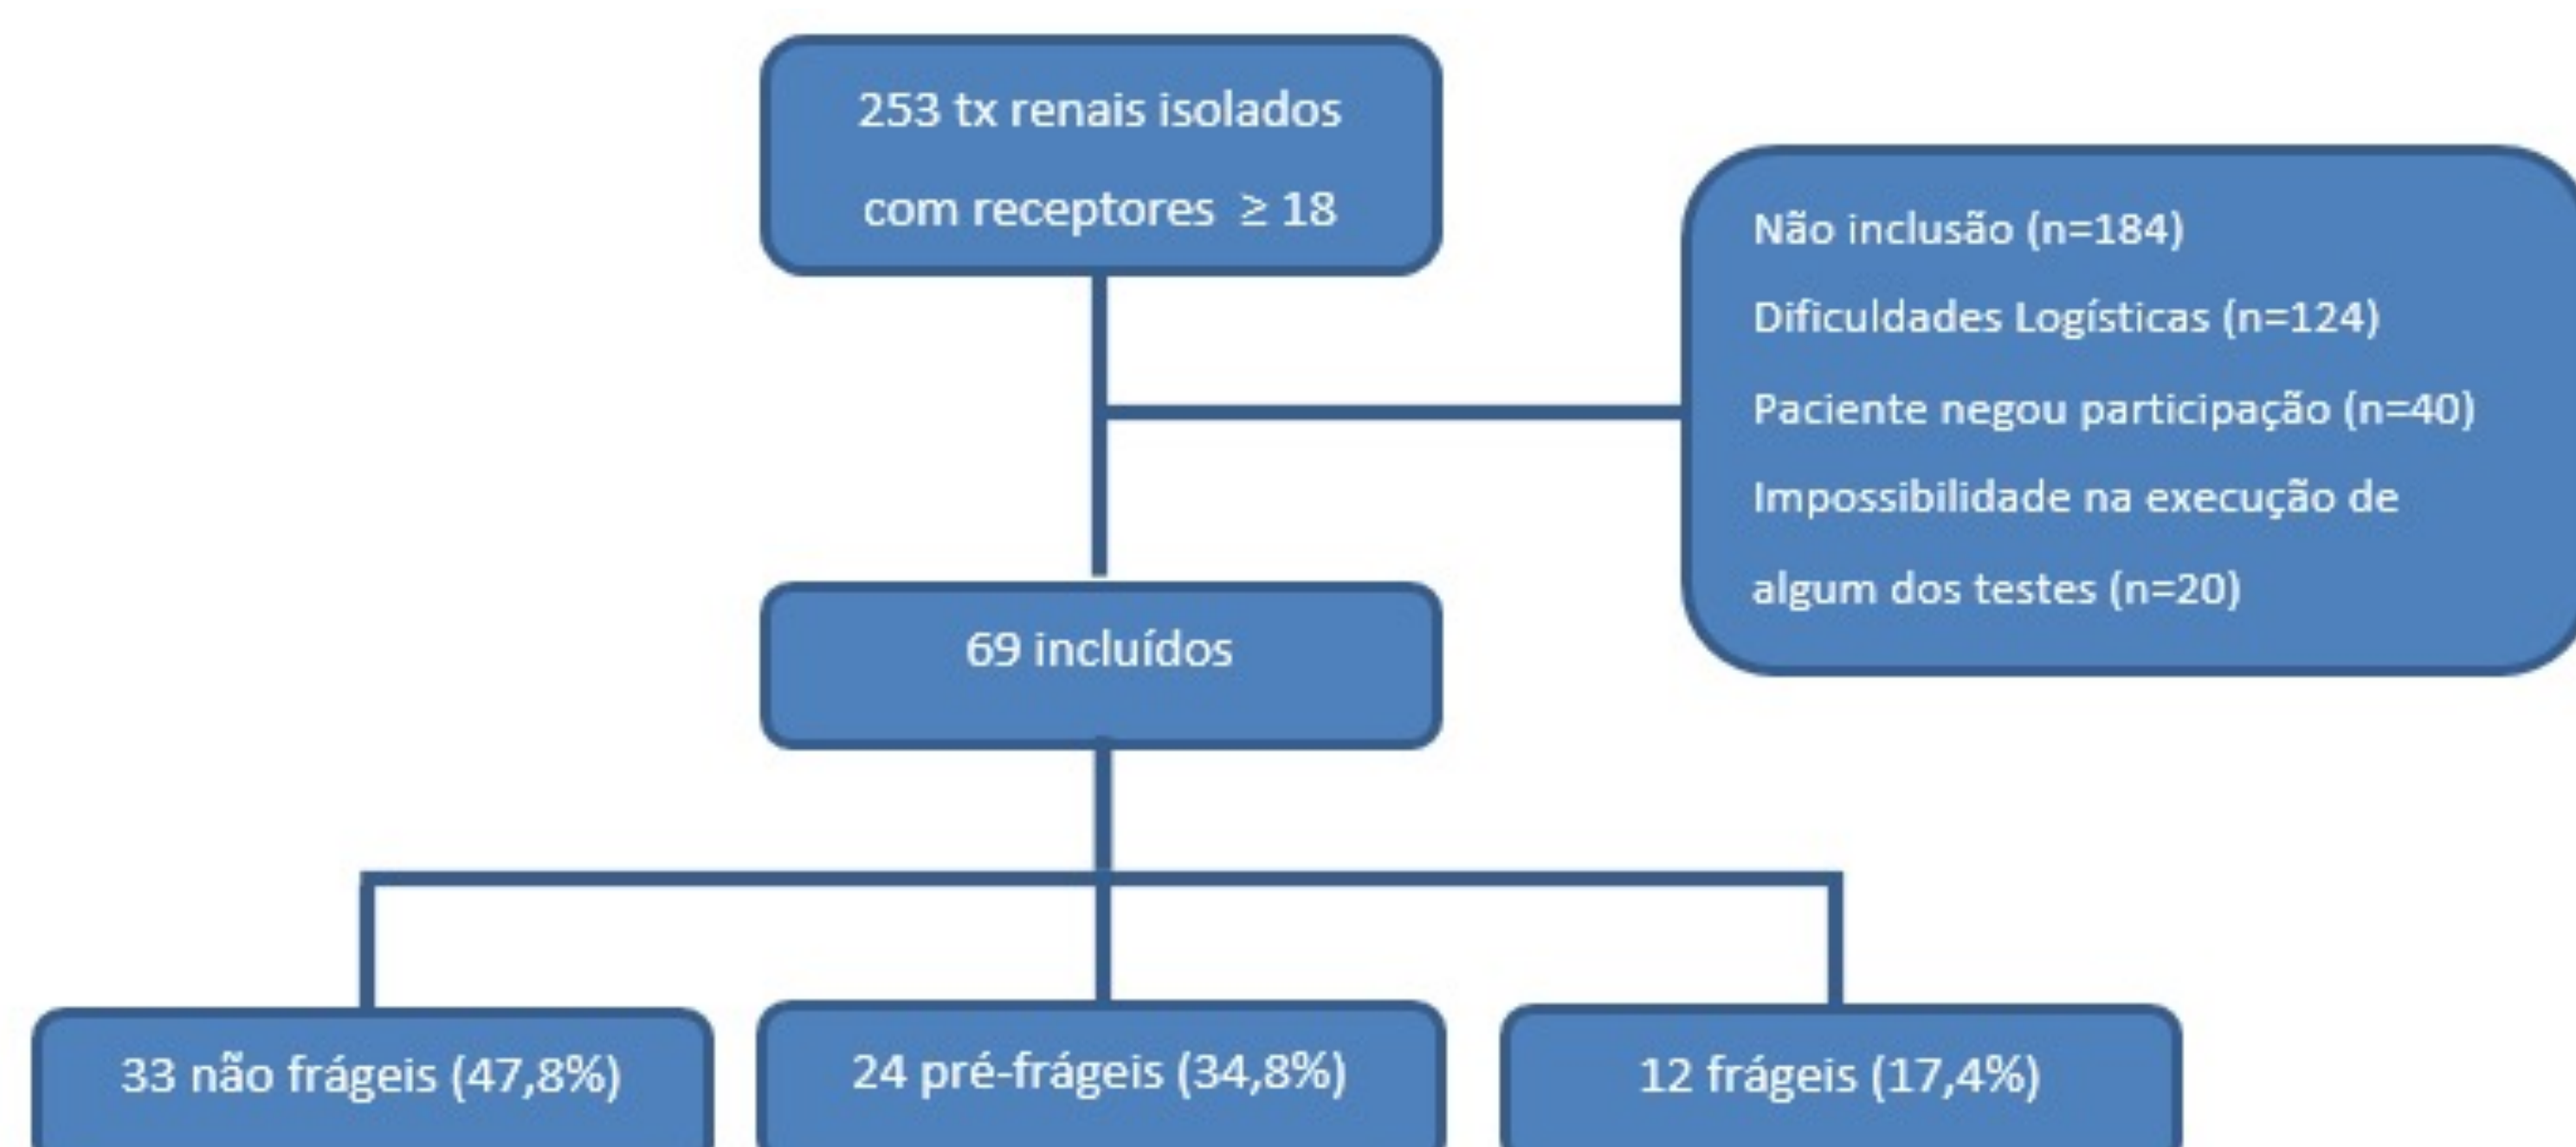 253 tx renais isolados
com receptores ≥ 18
Não inclusão (n=184)
Dificuldades Logísticas (n=124)
Paciente negou participação (n=40)
Impossibilidade na execução de
algum dos testes (n=20)
69 incluídos
33 não frágeis (47,8%)
24 pré-frágeis (34,8%)
12 frágeis (17,4%)